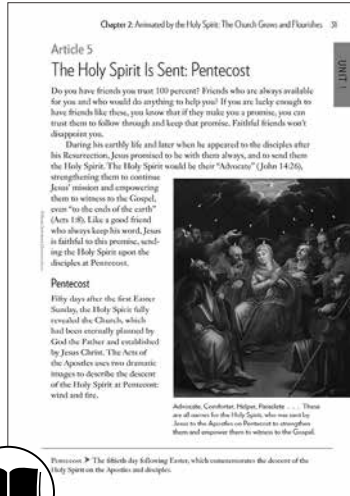 Chapter 2: Animated by the Holy Spirit: The Church Grows and Flourishes 31
UNIT 1
Article 5
The Holy Spirit Is Sent: Pentecost
Do you have friends you trust 100 percent? Friends who are always available
for you and who would do anything to help you? If you are lucky enough to
have friends like these, you know that if they make you a promise, you can
trust them to follow through and keep that promise. Faithful friends won't
disappoint you.
During his earthly life and later when he appeared to the disciples after
his Resurrection, Jesus promised to be with them always, and to send them
the Holy Spirit. The Holy Spirit would be their "Advocate" (John 14:26),
strengthening them to continue
Jesus' mission and empowering
them to witness to the Gospel,
even "to the ends of the earth"
(Acts 1:8). Like a good friend
who always keeps his word, Jesus
is faithful to this promise, send-
ing the Holy Spirit upon the
disciples at Pentecost.
Pentecost
Fifty days after the first Easter
Sunday, the Holy Spirit fully
revealed the Church, which
had been eternally planned by
God the Father and established
by Jesus Christ. The Acts of
the Apostles uses two dramatic
images to describe the descent
of the Holy Spirit at Pentecost:
wind and fire.
Advocate, Comforter, Helper, Paraclete . . . These
are all names for the Holy Spirit, who was sent by
Jesus to the Apostles on Pentecost to strengthen
them and empower them to witness to the Gospel.
Pentecost ➤ The fiftieth day following Easter, which commemorates the descent of the
Holy Spirit on the Apostles and disciples.